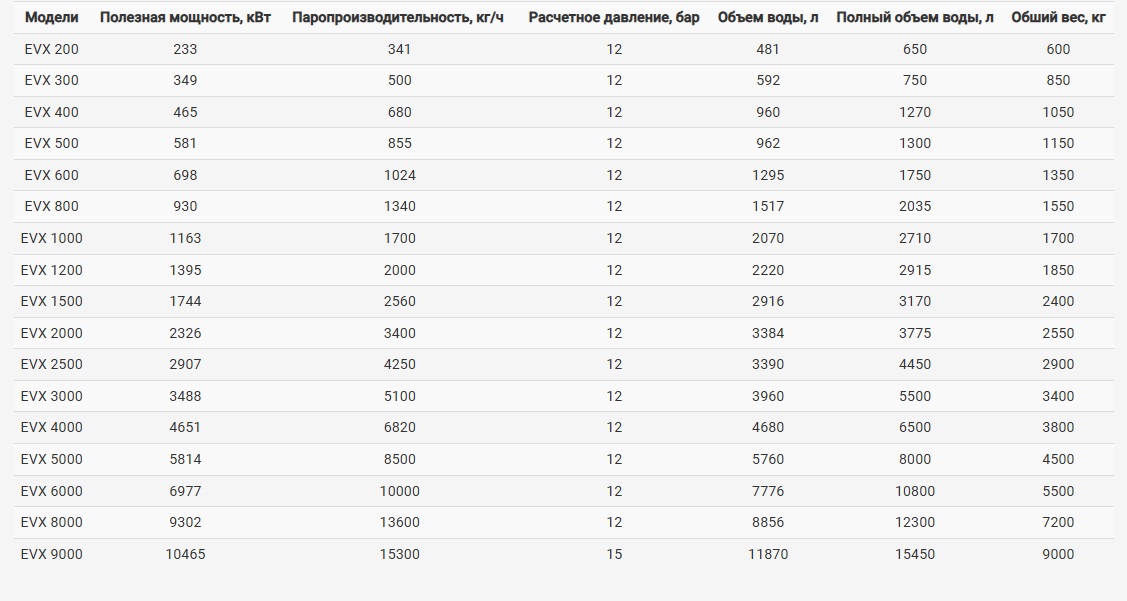 Модели Полезная мощность, кВт Паропроизводительность, кг/ч Расчетное давление, бар Объем воды, л Полный объем воды, л Обший вес, кг
EVX 200 233 341 12 481 650 600
EVX 300 349 500 12 592 750 850
EVX 400 465 680 12 960 1270 1050
EVX 500 581 855 12 962 1300 1150
EVX 600 698 1024 12 1295 1750 1350
EVX 800 930 1340 12 1517 2035 1550
EVX 1000 1163 1700 12 2070 2710 1700
EVX 1200 1395 2000 12 2220 2915 1850
EVX 1500 1744 2560 12 2916 3170 2400
EVX 2000 2326 3400 12 3384 3775 2550
EVX 2500 2907 4250 12 3390 4450 2900
EVX 3000 3488 5100 12 3960 5500 3400
EVX 4000 4651 6820 12 4680 6500 3800
EVX 5000 5814 8500 12 5760 8000 4500
EVX 6000 6977 10000 12 7776 10800 5500
EVX 8000 9302 13600 12 8856 12300 7200
EVX 9000 10465 15300 15 11870 15450 9000